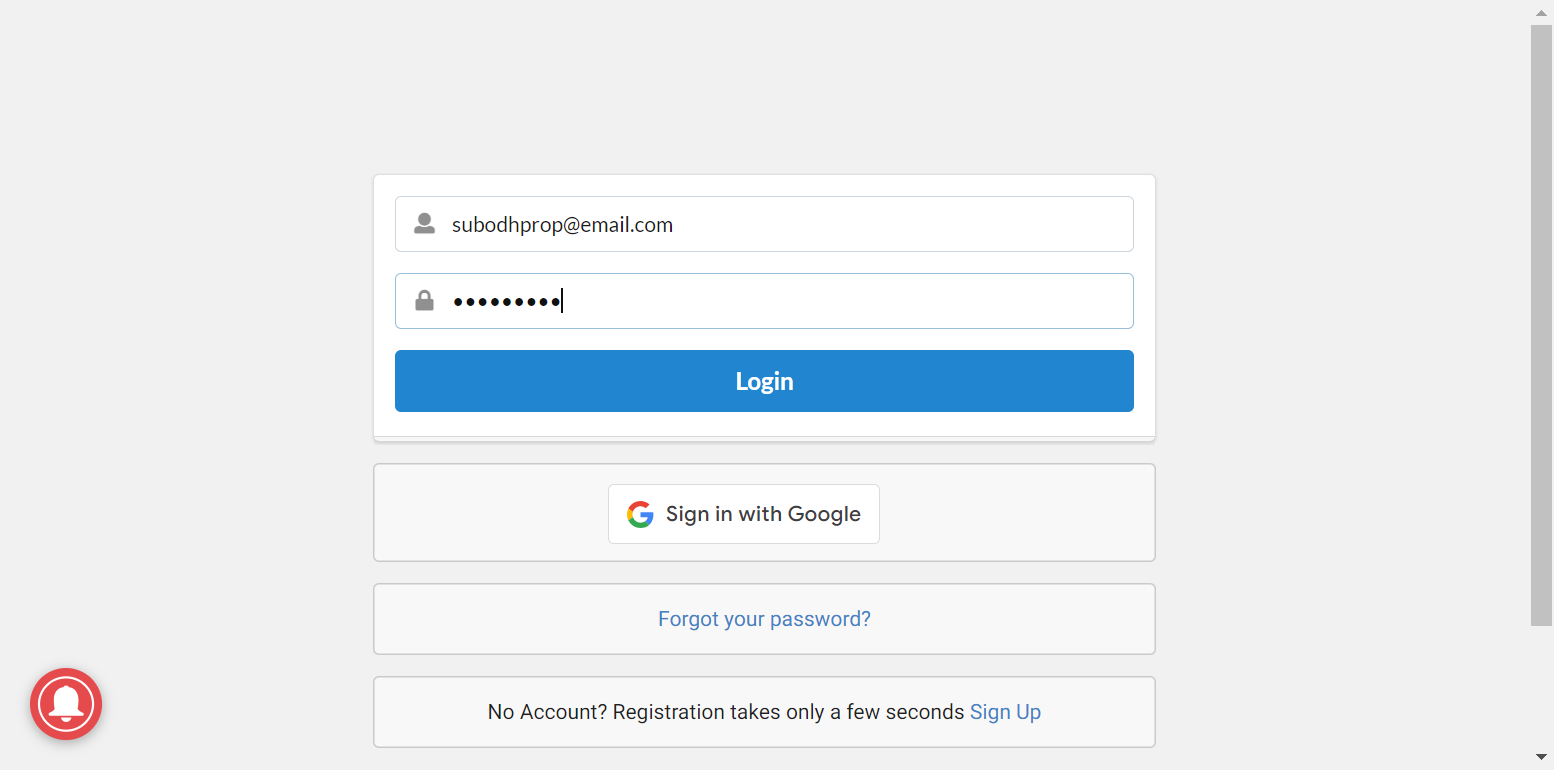 subodhprop@email.com
•••••••••
Login
Sign in with Google
Forgot your password?
No Account? Registration takes only a few seconds Sign Up